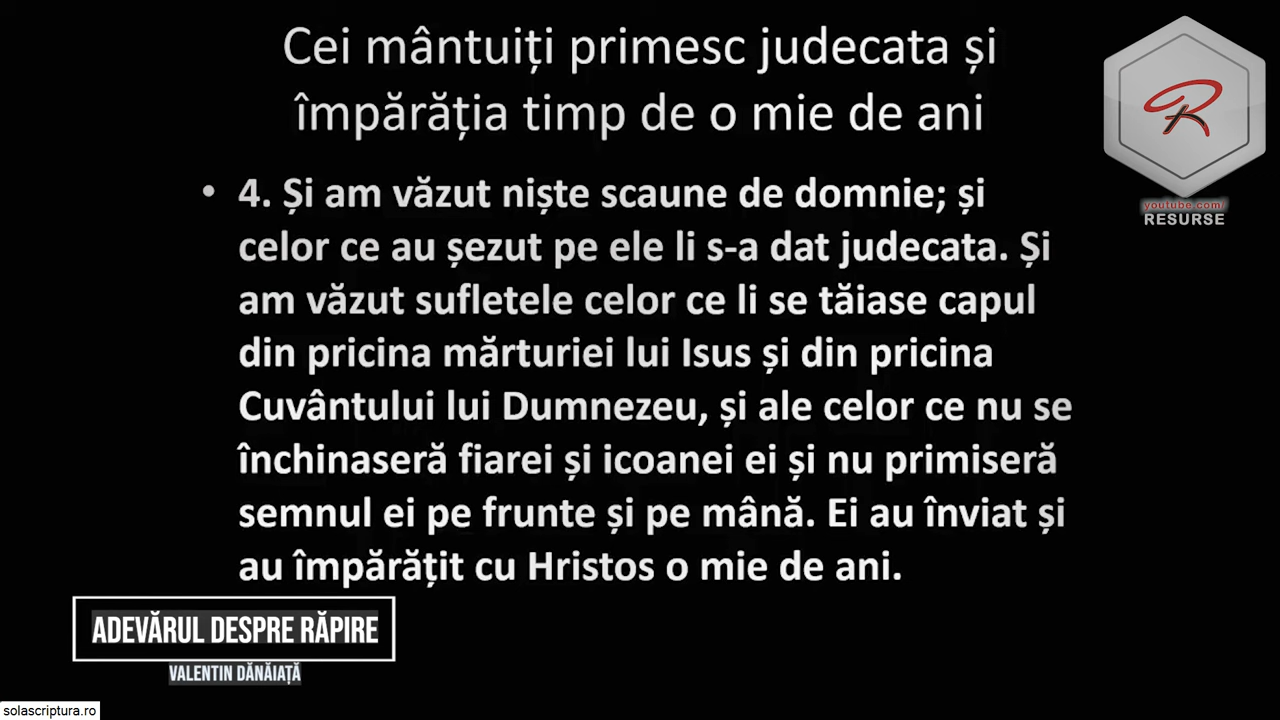 Cei mântuiți primesc judecata și
împărăția timp de o mie de ani
• 4. Și am văzut niște scaune de domnie; și
celor ce au șezut pe ele li s-a dat judecata. Și
am văzut sufletele celor ce li se tăiase capul
din pricina mărturiei lui Isus și din pricina
Cuvântului lui Dumnezeu, și ale celor ce nu se
închinaseră fiarei și icoanei ei și nu primiseră
semnul ei pe frunte și pe mână. Ei au înviat și
au împărățit cu Hristos o mie de ani.
R
youtube.com/
RESURSE
ADEVĂRUL DESPRE RĂPIRE
VALENTIN DĂNĂIAȚĂ
solascriptura.ro